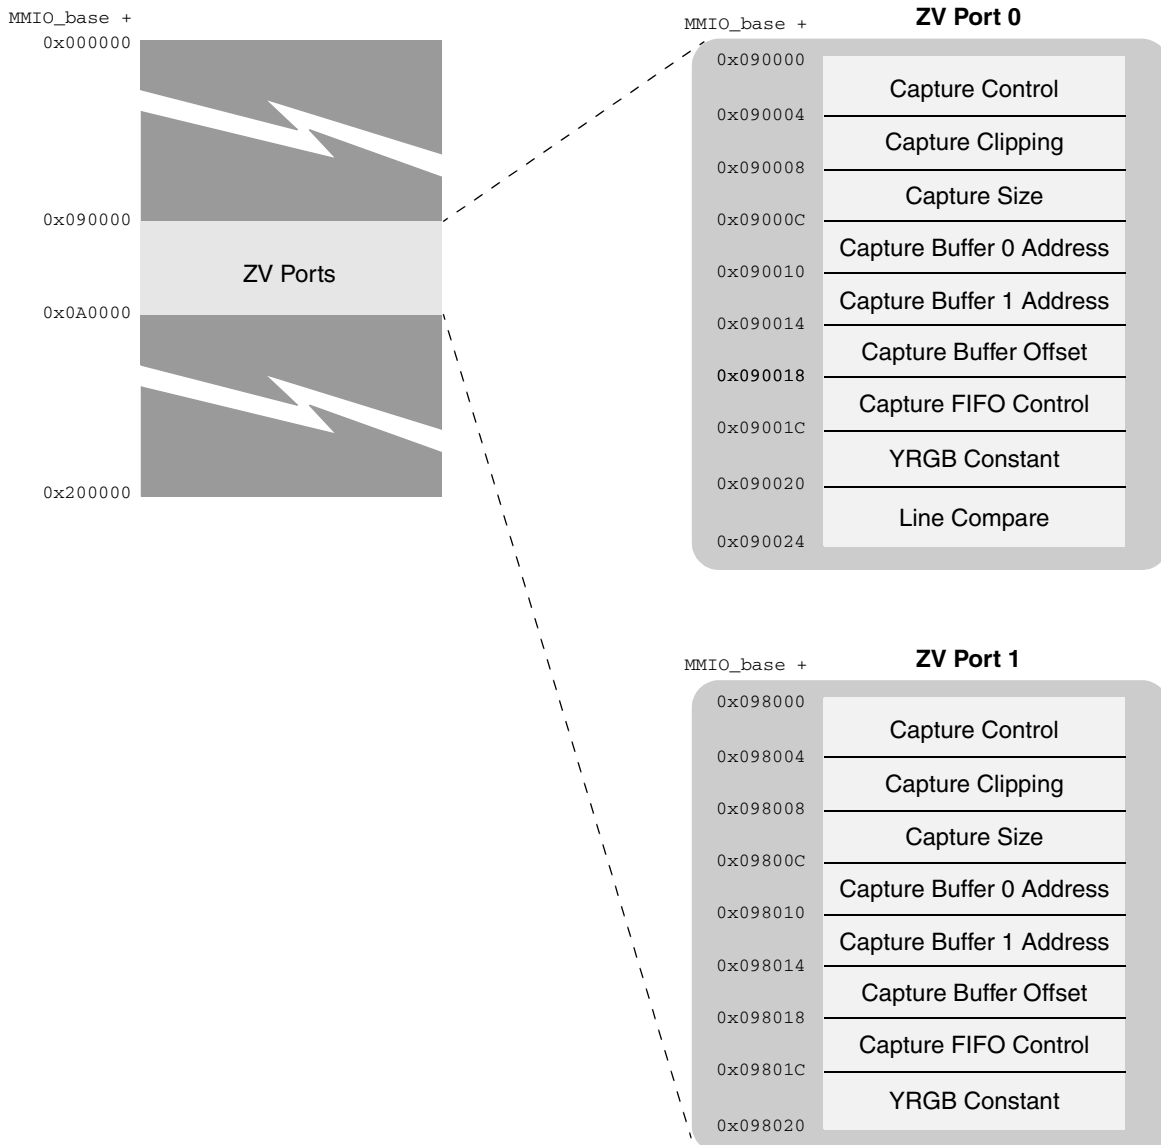 MMIO_base +
0x000000
0x090000
ZV Ports
0x0A0000
0x200000
ZV Port 0
MMIO_base +
0x090000
Capture Control
0x090004
Capture Clipping
0x090008
Capture Size
0x09000C
Capture Buffer 0 Address
0x090010
Capture Buffer 1 Address
0x090014
Capture Buffer Offset
0x090018
Capture FIFO Control
0x09001C
YRGB Constant
0x090020
Line Compare
0x090024
ZV Port 1
MMIO_base +
0x098000
Capture Control
0x098004
Capture Clipping
0x098008
Capture Size
0x09800C
Capture Buffer 0 Address
0x098010
Capture Buffer 1 Address
0x098014
Capture Buffer Offset
0x098018
Capture FIFO Control
0x09801C
YRGB Constant
0x098020